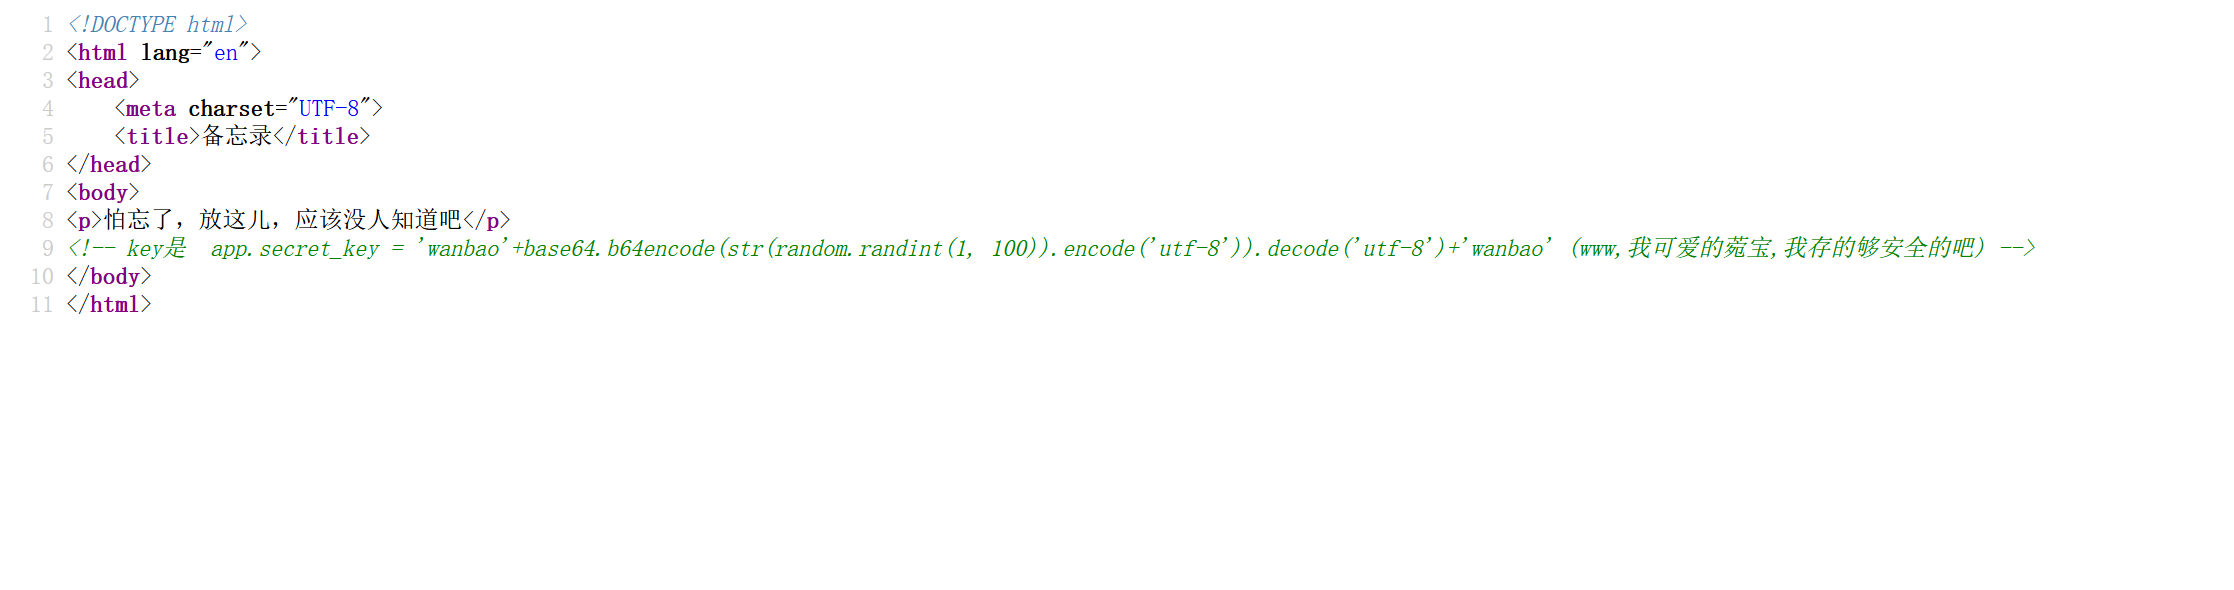 1 <!DOCTYPE html>
2 <html lang="en">
3 <head>
4     <meta charset="UTF-8">
5     <title>备忘录</title>
6 </head>
7 <body>
8 <p>怕忘了，放这儿，应该没人知道吧</p>
9 <!-- key是  app.secret_key = 'wanbao'+base64.b64encode(str(random.randint(1, 100)).encode('utf-8')).decode('utf-8')+'wanbao' (www,我可爱的菀宝,我存的够安全的吧) -->
10 </body>
11 </html>